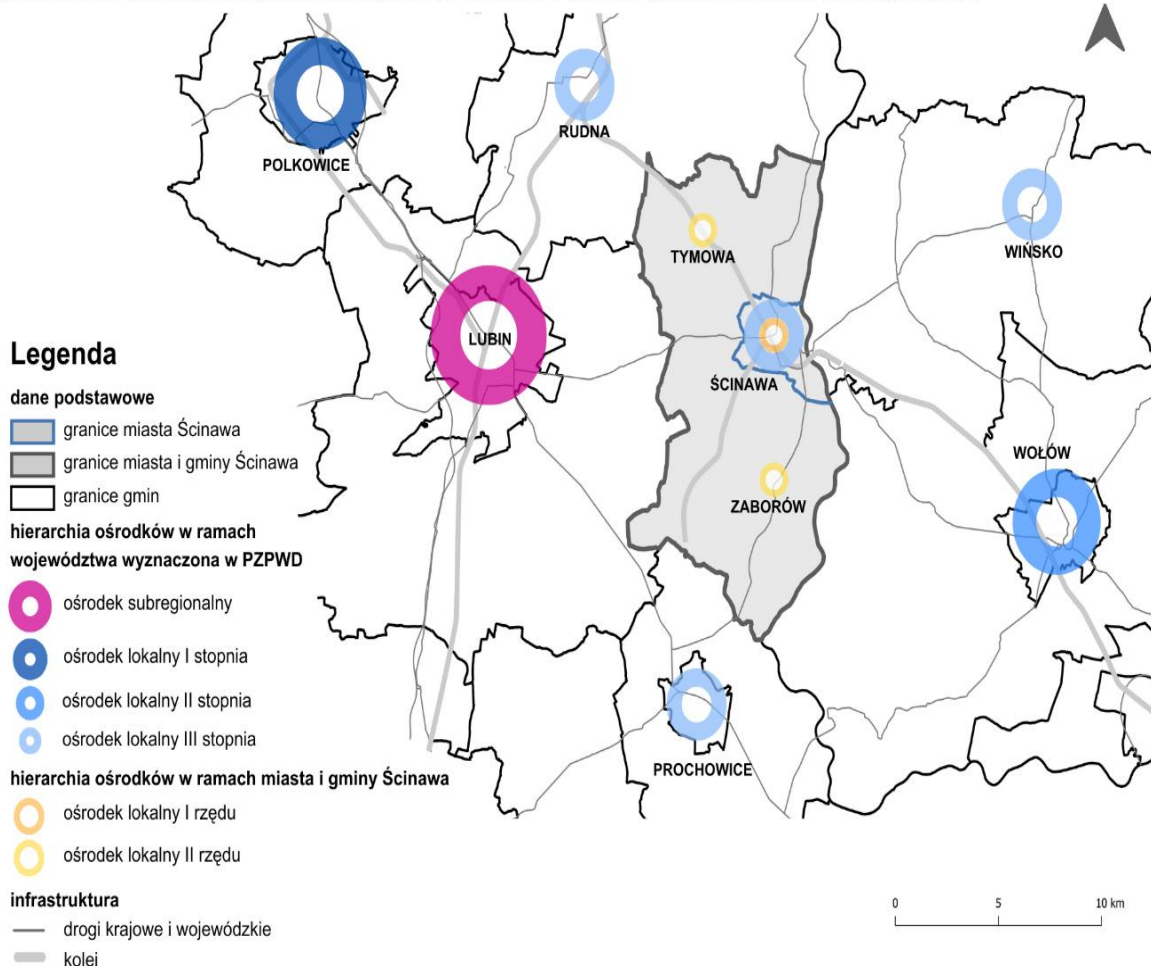 POLKOWICE
RUDNA
WIŃSKO
TYMOWA
LUBIN
ŚCINAWA
WOŁÓW
ZABORÓW
PROCHOWICE
Legenda
dane podstawowe
granice miasta Ścinawa
granice miasta i gminy Ścinawa
granice gmin
hierarchia ośrodków w ramach
województwa wyznaczona w PZPWD
ośrodek subregionalny
ośrodek lokalny I stopnia
ośrodek lokalny II stopnia
ośrodek lokalny III stopnia
hierarchia ośrodków w ramach miasta i gminy Ścinawa
ośrodek lokalny I rzędu
ośrodek lokalny II rzędu
infrastruktura
drogi krajowe i wojewódzkie
kolej
0 5 10 km